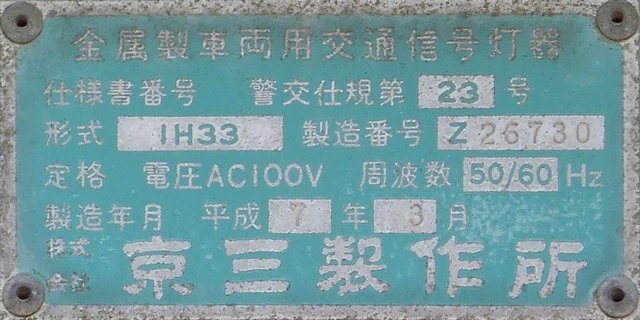 金属製車両用交通信号灯器
仕様書番号 警交仕規第 23 号
形式 1H33 製造番号 Z26730
定格 電圧AC100V 周波数 50/60 Hz
製造年月 平成 7 年 3 月
株式会社 京三製作所